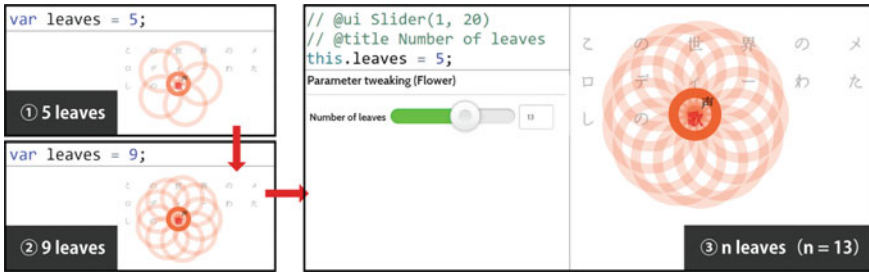 var leaves = 5;
① 5 leaves
var leaves = 9;
② 9 leaves
// @ui Slider(1, 20)
// @title Number of leaves
this.leaves = 5;
Parameter tweaking (Flower)
Number of leaves 13
こ の 世 界 の メ
ロ デ ィ ー わ た
し の 歌 声
③ n leaves (n = 13)